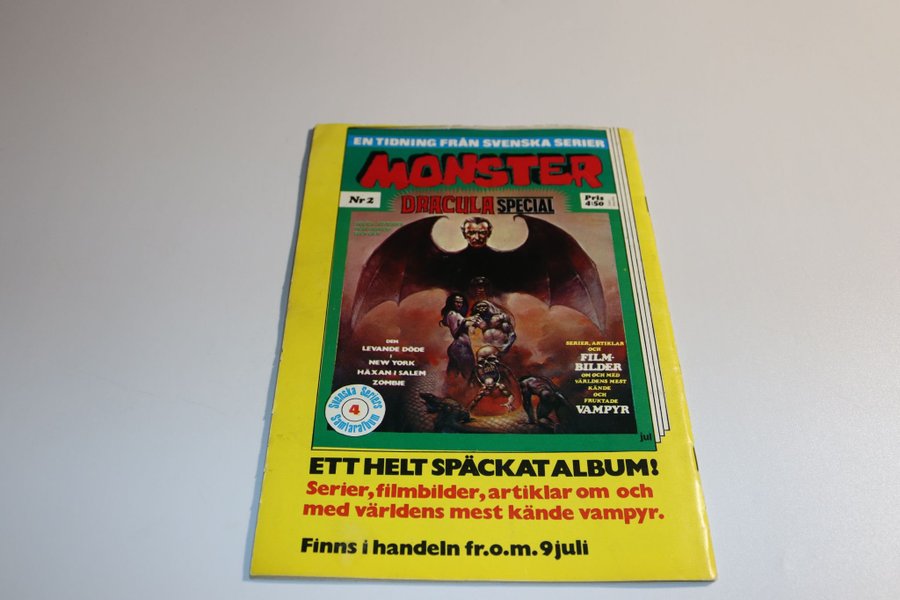 EN TIDNING FRÅN SVENSKA SERIER
MONSTER
Nr 2
Pris
4:50
DRACULA SPECIAL
DEN
LEVANDE DÖDE
I
NEW YORK
HÄXAN I SALEM
ZOMBIE
SERIER, ARTIKLAR
OCH
FILM-
BILDER
OM OCH MED
VÄRLDENS MEST
KÄNDE
OCH
FRUKTADE
VAMPYR
Svenska Seriers
4
Samlaralbum
jul
ETT HELT SPÄCKAT ALBUM!
Serier, filmbilder, artiklar om och
med världens mest kände vampyr.
Finns i handeln fr.o.m. 9 juli